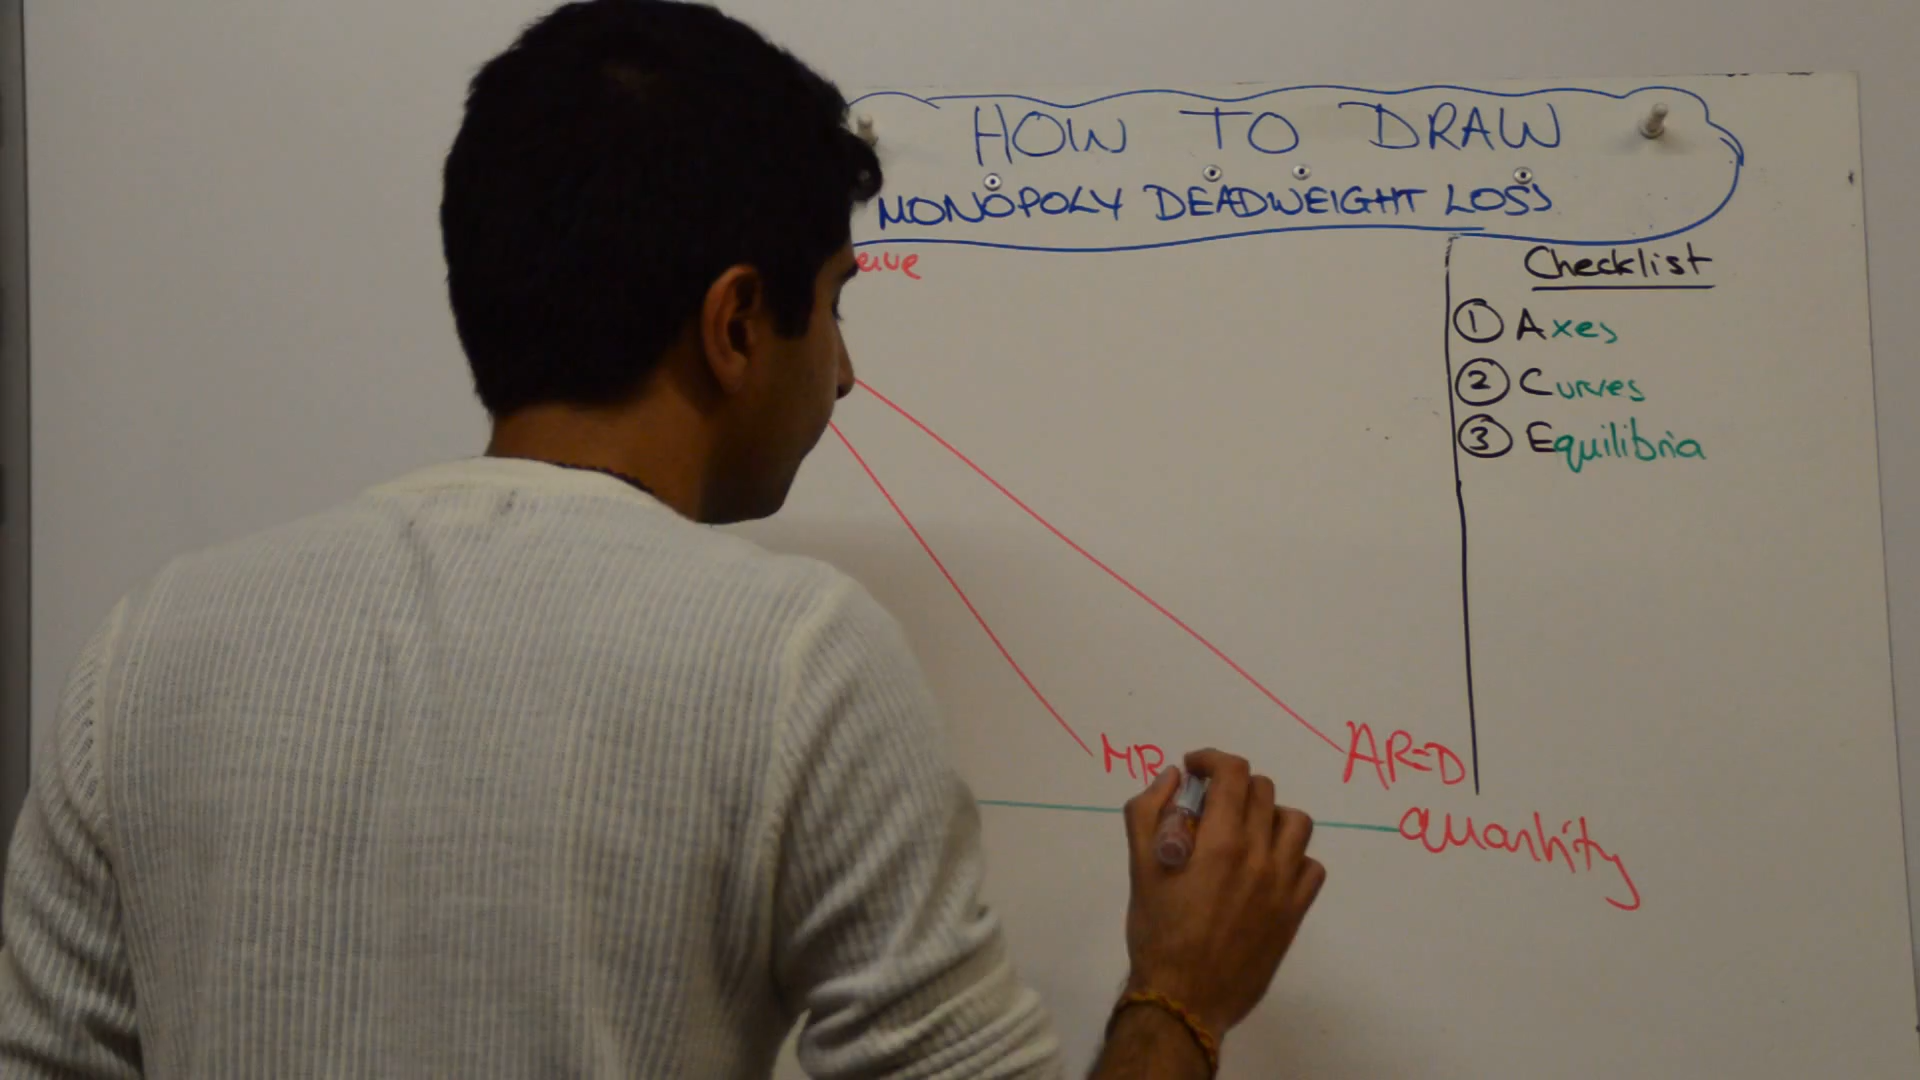 HOW TO DRAW
MONOPOLY DEADWEIGHT LOSS
Checklist
① Axes
② Curves
③ Equilibria
MR
AR=D
quantity